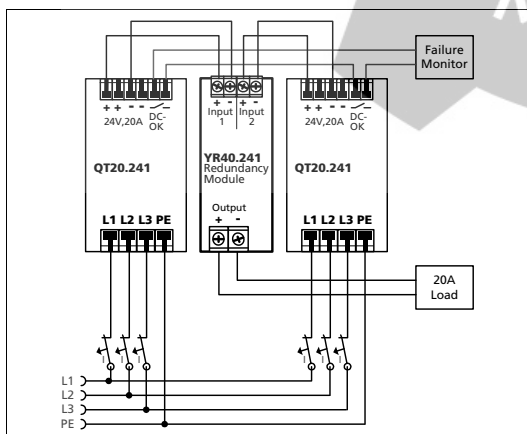 Failure
Monitor
+ + - - DC-
24V,20A OK
QT20.241
L1 L2 L3 PE
+ - + -
Input Input
1 2
YR40.241
Redundancy
Module
Output
+ -
+ + - - DC-
24V,20A OK
QT20.241
L1 L2 L3 PE
20A
Load
I I I
I I I
L1
L2
L3
PE